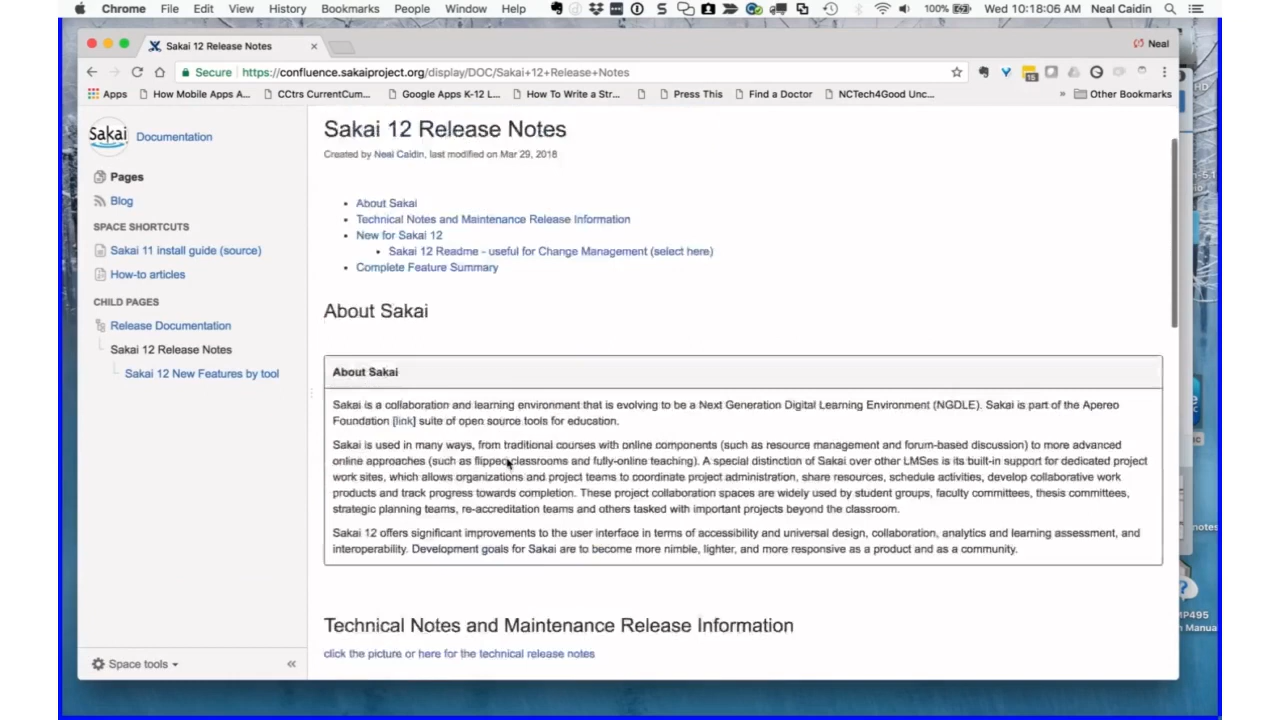 Chrome File Edit View History Bookmarks People Window Help 100% Wed 10:18:06 AM Neal Caidin
Sakai 12 Release Notes Neal
Secure https://confluence.sakaiproject.org/display/DOC/Sakai+12+Release+Notes
Apps How Mobile Apps A... CCtrs CurrentCum... Google Apps K-12 L... How To Write a Str... Press This Find a Doctor NCTech4Good Unc... » Other Bookmarks
Sakai Documentation
Pages
Blog
SPACE SHORTCUTS
Sakai 11 install guide (source)
How-to articles
CHILD PAGES
Release Documentation
Sakai 12 Release Notes
Sakai 12 New Features by tool
Space tools
Sakai 12 Release Notes
Created by Neal Caidin, last modified on Mar 29, 2018
• About Sakai
• Technical Notes and Maintenance Release Information
• New for Sakai 12
• Sakai 12 Readme - useful for Change Management (select here)
• Complete Feature Summary
About Sakai
About Sakai
Sakai is a collaboration and learning environment that is evolving to be a Next Generation Digital Learning Environment (NGDLE). Sakai is part of the Apereo
Foundation [link] suite of open source tools for education.
Sakai is used in many ways, from traditional courses with online components (such as resource management and forum-based discussion) to more advanced
online approaches (such as flipped classrooms and fully-online teaching). A special distinction of Sakai over other LMSes is its built-in support for dedicated project
work sites, which allows organizations and project teams to coordinate project administration, share resources, schedule activities, develop collaborative work
products and track progress towards completion. These project collaboration spaces are widely used by student groups, faculty committees, thesis committees,
strategic planning teams, re-accreditation teams and others tasked with important projects beyond the classroom.
Sakai 12 offers significant improvements to the user interface in terms of accessibility and universal design, collaboration, analytics and learning assessment, and
interoperability. Development goals for Sakai are to become more nimble, lighter, and more responsive as a product and as a community.
Technical Notes and Maintenance Release Information
click the picture or here for the technical release notes